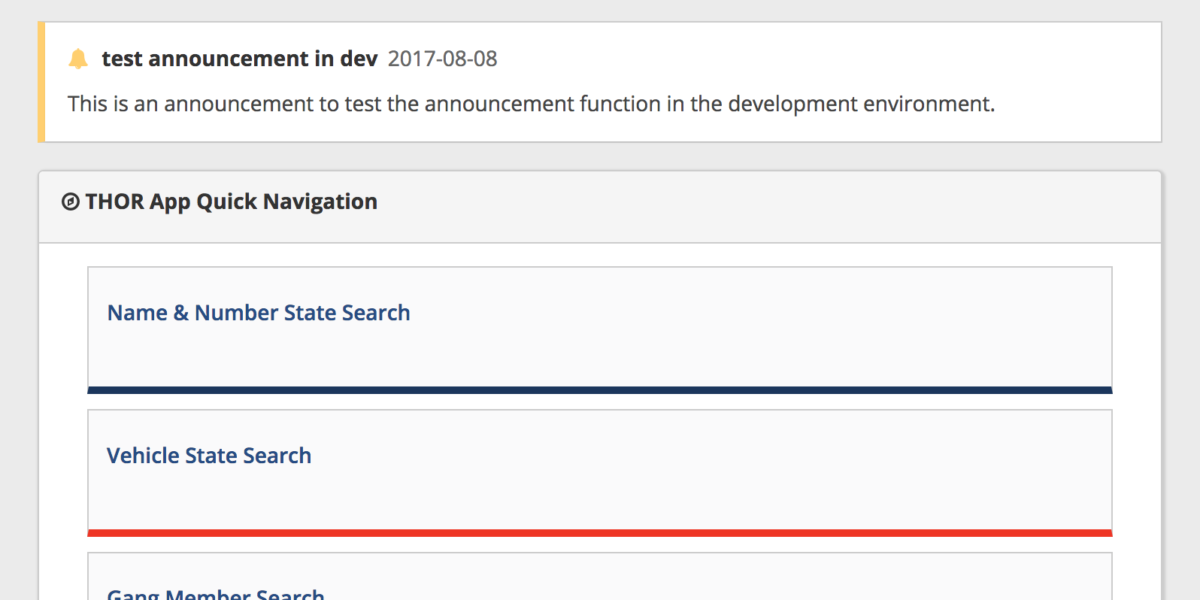 test announcement in dev 2017-08-08
This is an announcement to test the announcement function in the development environment.
THOR App Quick Navigation
Name & Number State Search
Vehicle State Search
Gang Member Search